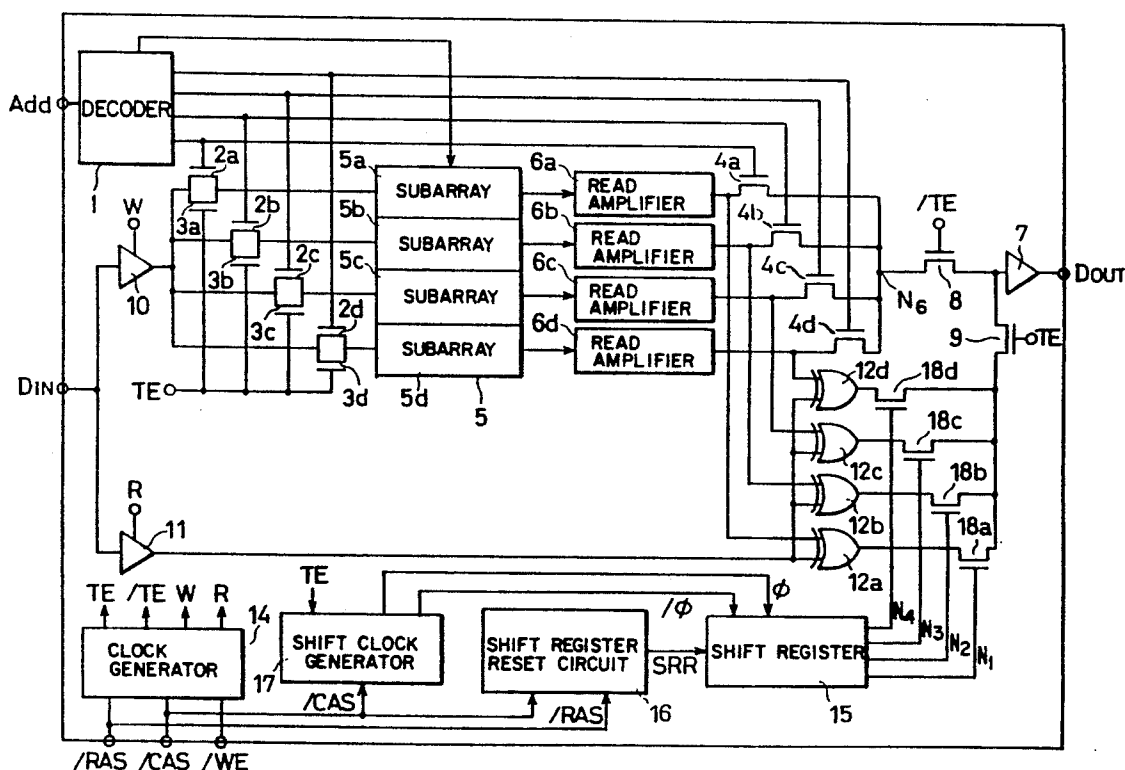 Add
DECODER
1
2a
3a
2b
3b
2c
3c
2d
3d
W
10
DIN
TE
5a
SUBARRAY
5b
SUBARRAY
5c
SUBARRAY
SUBARRAY
5d
5
6a
READ
AMPLIFIER
6b
READ
AMPLIFIER
6c
READ
AMPLIFIER
6d
READ
AMPLIFIER
4a
4b
4c
4d
/TE
8
N6
7
DOUT
9
TE
12d
18d
12c
18c
12b
18b
12a
18a
R
11
TE
/TE
W
R
14
CLOCK
GENERATOR
/RAS
/CAS
/WE
TE
SHIFT CLOCK
GENERATOR
17
/CAS
φ
/φ
SHIFT REGISTER
RESET CIRCUIT
16
/RAS
SRR
SHIFT REGISTER
15
N4
N3
N2
N1